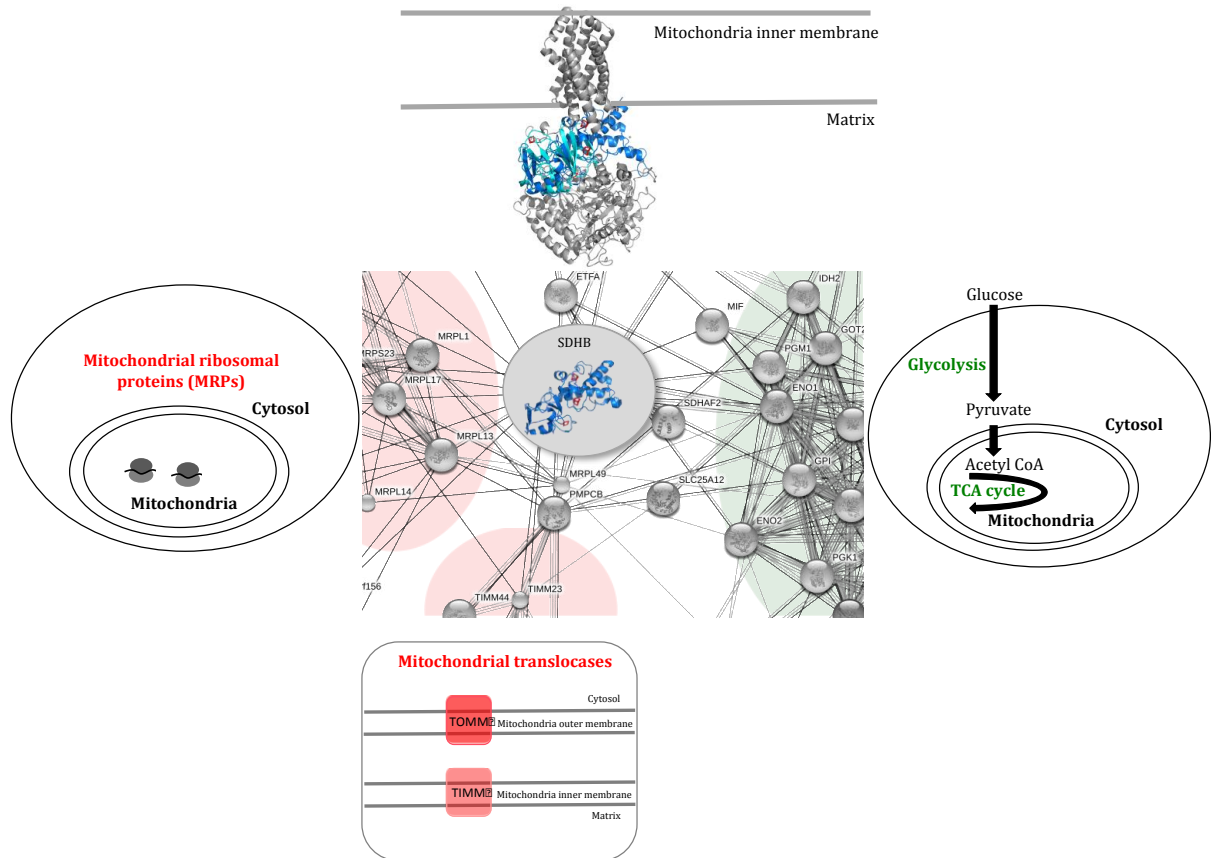 Mitochondria inner membrane
Matrix
ETFA
IDH2
MIF
GOT2
SDHB
MRPL1
MRPS23
PGM1
MRPL17
ENO1
SDHAF2
MRPL13
GPI
MRPL49
SLC25A12
MRPL14
PMPCB
ENO2
PGK1
f156
TIMM23
TIMM44
Mitochondrial ribosomal
proteins (MRPs)
Cytosol
Mitochondria
Glucose
Glycolysis
Pyruvate
Cytosol
Acetyl CoA
TCA cycle
Mitochondria
Mitochondrial translocases
Cytosol
TOMM
Mitochondria outer membrane
TIMM
Mitochondria inner membrane
Matrix